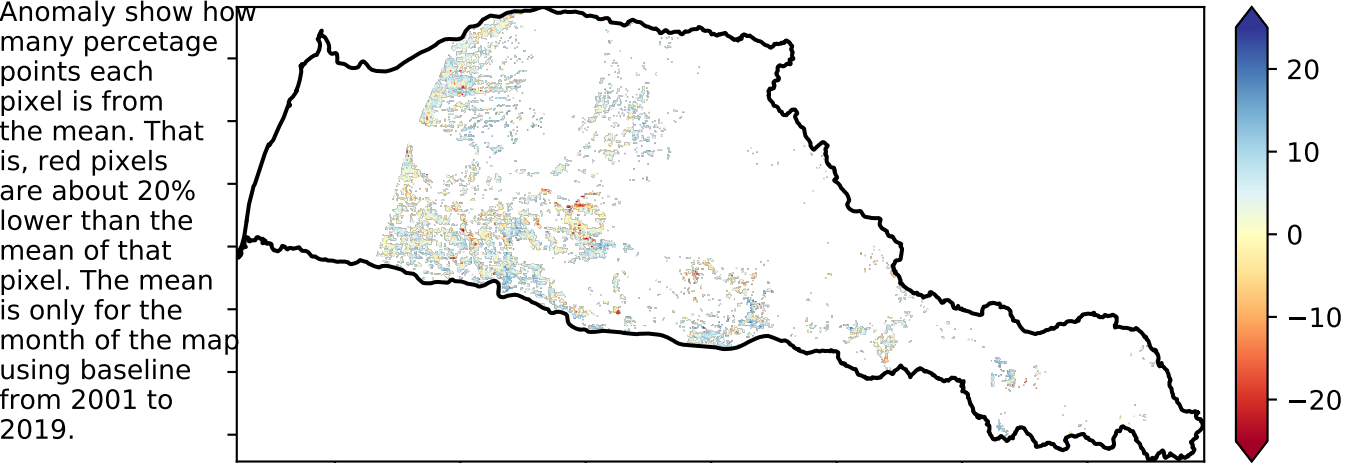 Anomaly show how
many percetage
points each
pixel is from
the mean. That
is, red pixels
are about 20%
lower than the
mean of that
pixel. The mean
is only for the
month of the map
using baseline
from 2001 to
2019.
20
10
0
−10
−20